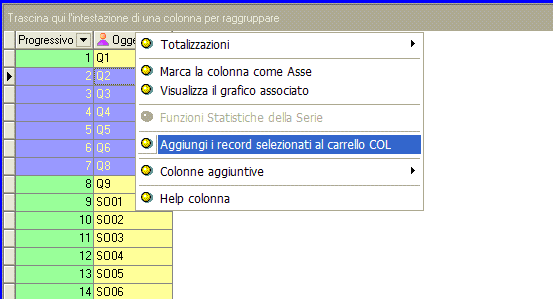 Trascina qui l'intestazione di una colonna per raggruppare
Progressivo Ogge
1 Q1
2 Q2
3 Q3
4 Q4
5 Q5
6 Q6
7 Q8
8 Q9
9 SO01
10 SO02
11 SO03
12 SO04
13 SO05
14 SO06
Totalizzazioni
Marca la colonna come Asse
Visualizza il grafico associato
Funzioni Statistiche della Serie
Aggiungi i record selezionati al carrello COL
Colonne aggiuntive
Help colonna